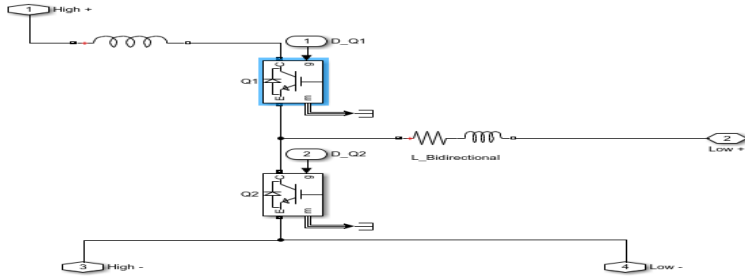 1 High +
1 D_Q1
C g
Q1
E m
2
L_Bidirectional
Low +
2 D_Q2
C g
Q2
E m
3 High -
4 Low -